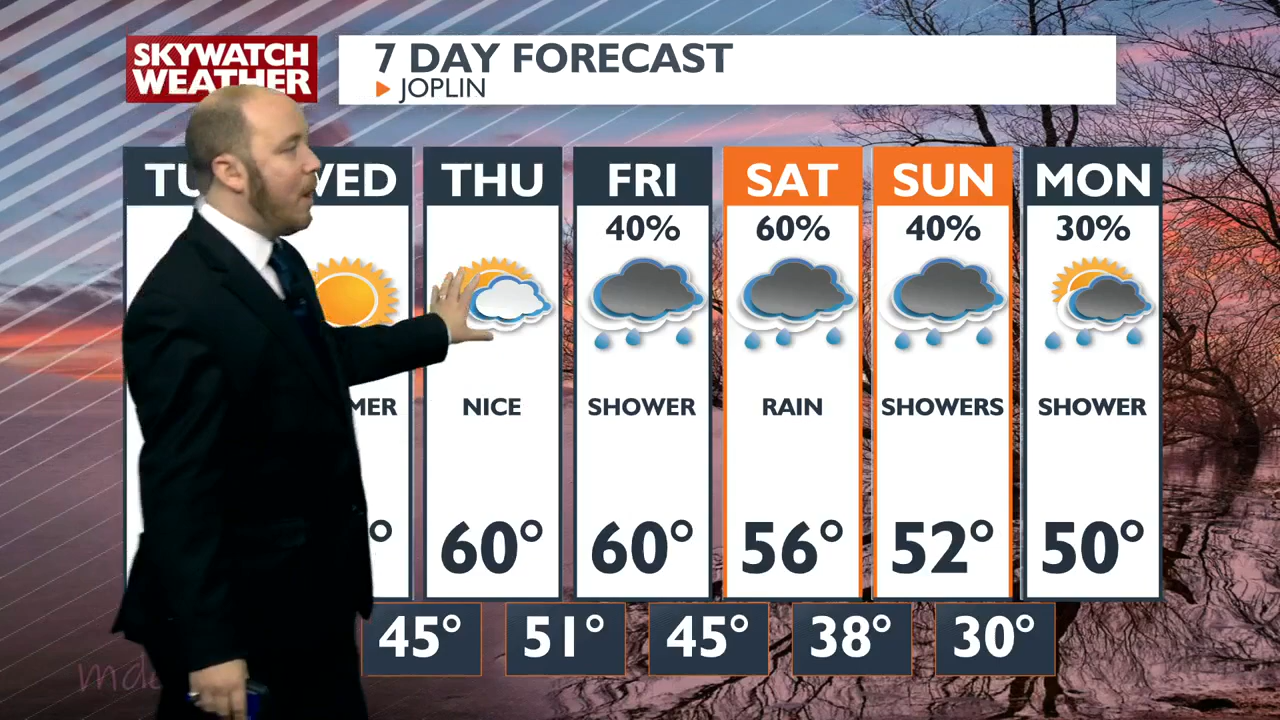 SKYWATCH
WEATHER
7 DAY FORECAST
JOPLIN
THU FRI SAT SUN MON
40% 60% 40% 30%
NICE SHOWER RAIN SHOWERS SHOWER
60° 60° 56° 52° 50°
45° 51° 45° 38° 30°